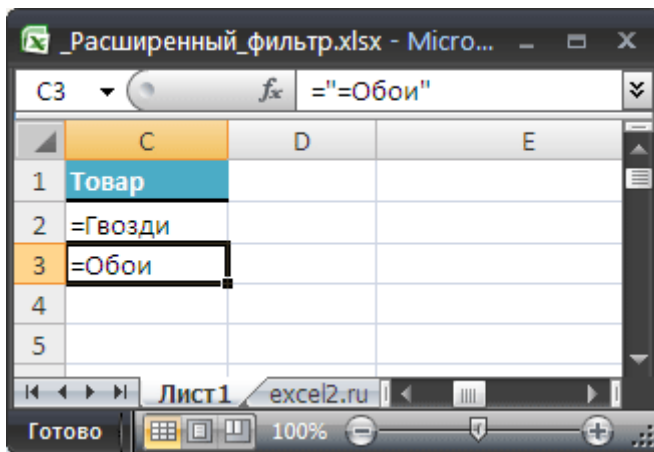 _Расширенный_фильтр.xlsx - Micro...
C3 fx ="=Обои"
C D E
1 Товар
2 =Гвозди
3 =Обои
4
5
Лист1 excel2.ru
Готово 100%